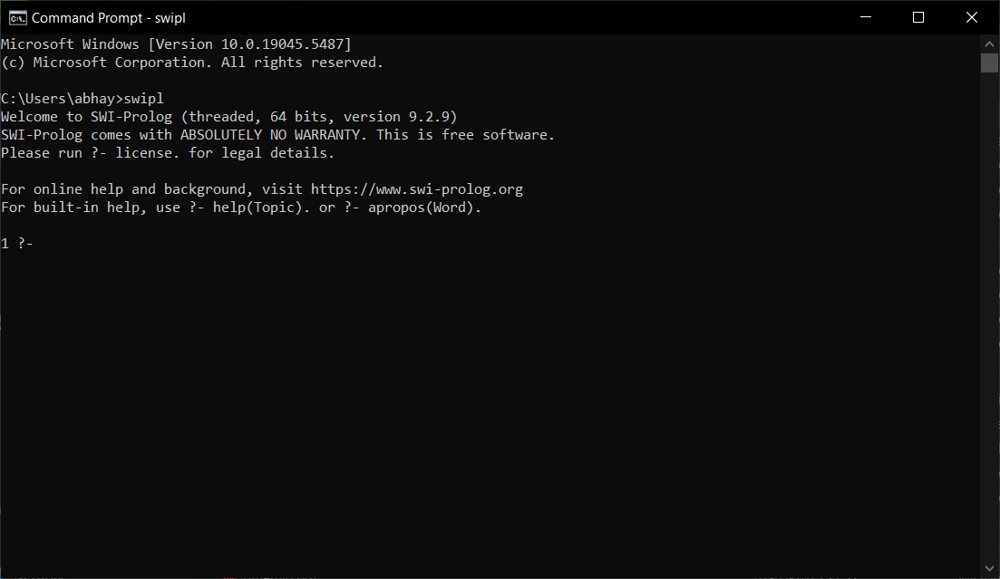 Command Prompt - swipl
Microsoft Windows [Version 10.0.19045.5487]
(c) Microsoft Corporation. All rights reserved.
C:\Users\abhay>swipl
Welcome to SWI-Prolog (threaded, 64 bits, version 9.2.9)
SWI-Prolog comes with ABSOLUTELY NO WARRANTY. This is free software.
Please run ?- license. for legal details.
For online help and background, visit https://www.swi-prolog.org
For built-in help, use ?- help(Topic). or ?- apropos(Word).
1 ?-